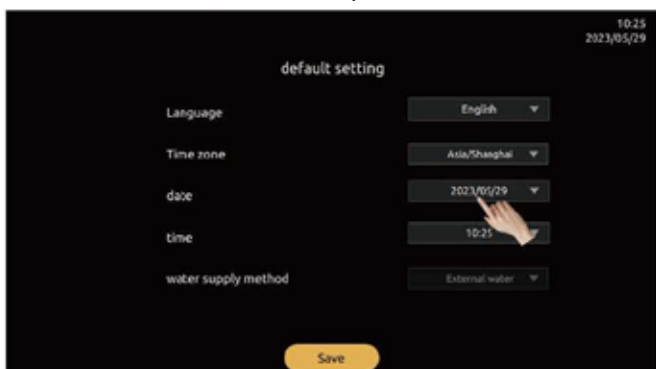 10:25
2023/05/29
default setting
Language English
Time zone Asia/Shanghai
date 2023/05/29
time 10:25
water supply method External water
Save